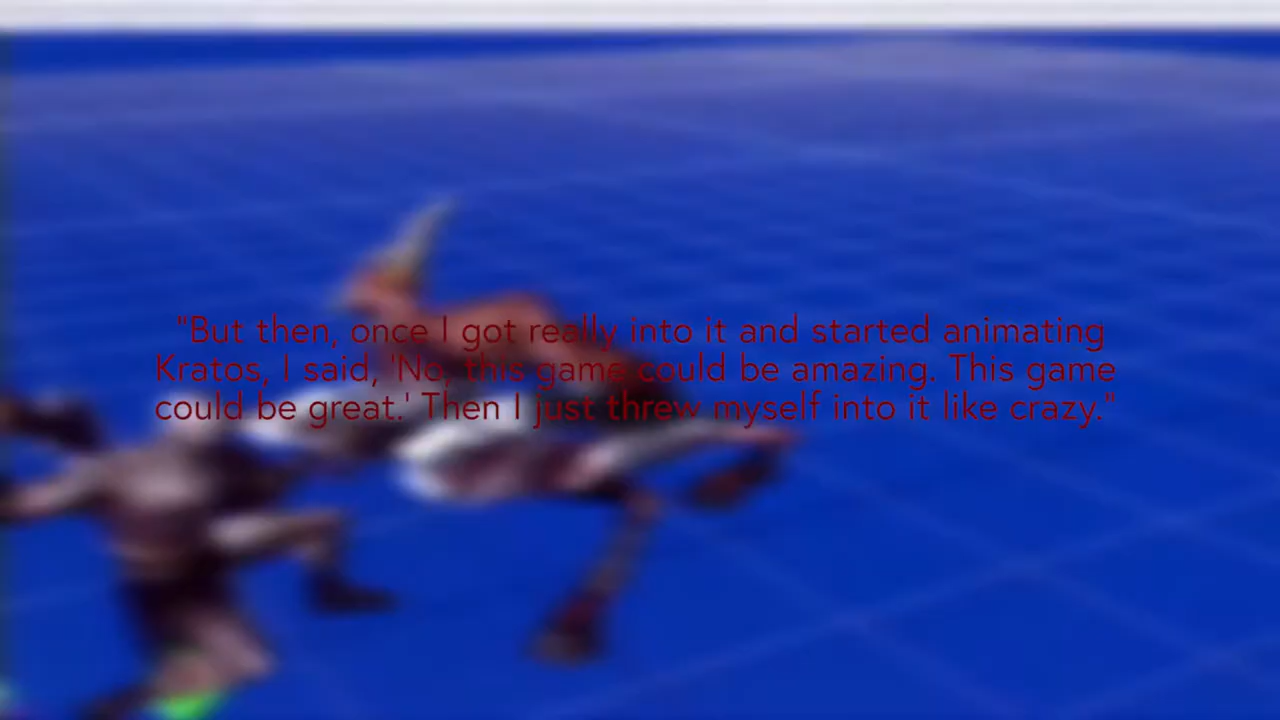 "But then, once I got really into it and started animating
Kratos, I said, 'No, this game could be amazing. This game
could be great.' Then I just threw myself into it like crazy."